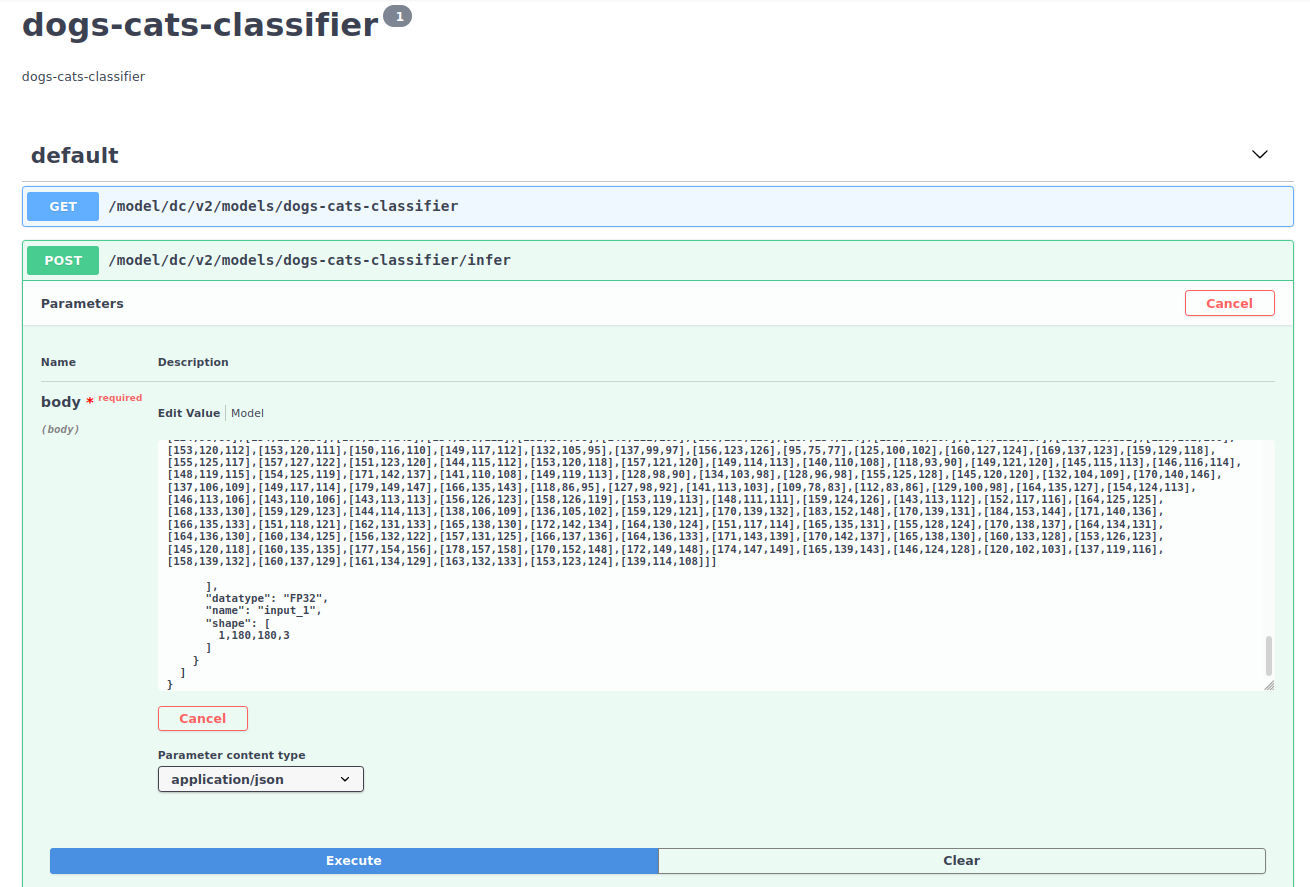 dogs-cats-classifier 1
dogs-cats-classifier
default
GET /model/dc/v2/models/dogs-cats-classifier
POST /model/dc/v2/models/dogs-cats-classifier/infer
Parameters
Cancel
Name Description
body * required
(body)
Edit Value Model
[153,120,112],[153,120,111],[150,116,110],[149,117,112],[132,105,95],[137,99,97],[156,123,126],[95,75,77],[125,100,102],[160,127,124],[169,137,123],[159,129,118],
[155,125,117],[157,127,122],[151,123,120],[144,115,112],[153,120,118],[157,121,120],[149,114,113],[140,110,108],[118,93,90],[149,121,120],[145,115,113],[146,116,114],
[148,119,115],[154,125,119],[171,142,137],[141,110,108],[149,119,113],[128,98,90],[134,103,98],[128,96,98],[155,125,128],[145,120,120],[132,104,109],[170,140,146],
[137,106,109],[149,117,114],[179,149,147],[166,135,143],[118,86,95],[127,98,92],[141,113,103],[109,78,83],[112,83,86],[129,100,98],[164,135,127],[154,124,113],
[146,113,106],[143,110,106],[143,113,113],[156,126,123],[158,126,119],[153,119,113],[148,111,111],[159,124,126],[143,113,112],[152,117,116],[164,125,125],
[168,133,130],[159,129,123],[144,114,113],[138,106,109],[136,105,102],[159,129,121],[170,139,132],[183,152,148],[170,139,131],[184,153,144],[171,140,136],
[166,135,133],[151,118,121],[162,131,133],[165,138,130],[172,142,134],[164,130,124],[151,117,114],[165,135,131],[155,128,124],[170,138,137],[164,134,131],
[164,136,130],[160,134,125],[156,132,122],[157,131,125],[166,137,136],[164,136,133],[171,143,139],[170,142,137],[165,138,130],[160,133,128],[153,126,123],
[145,120,118],[160,135,135],[177,154,156],[178,157,158],[170,152,148],[172,149,148],[174,147,149],[165,139,143],[146,124,128],[120,102,103],[137,119,116],
[158,139,132],[160,137,129],[161,134,129],[163,132,133],[153,123,124],[139,114,108]]]
],
"datatype": "FP32",
"name": "input_1",
"shape": [
1,180,180,3
]
}
]
}
Cancel
Parameter content type
application/json
Execute Clear